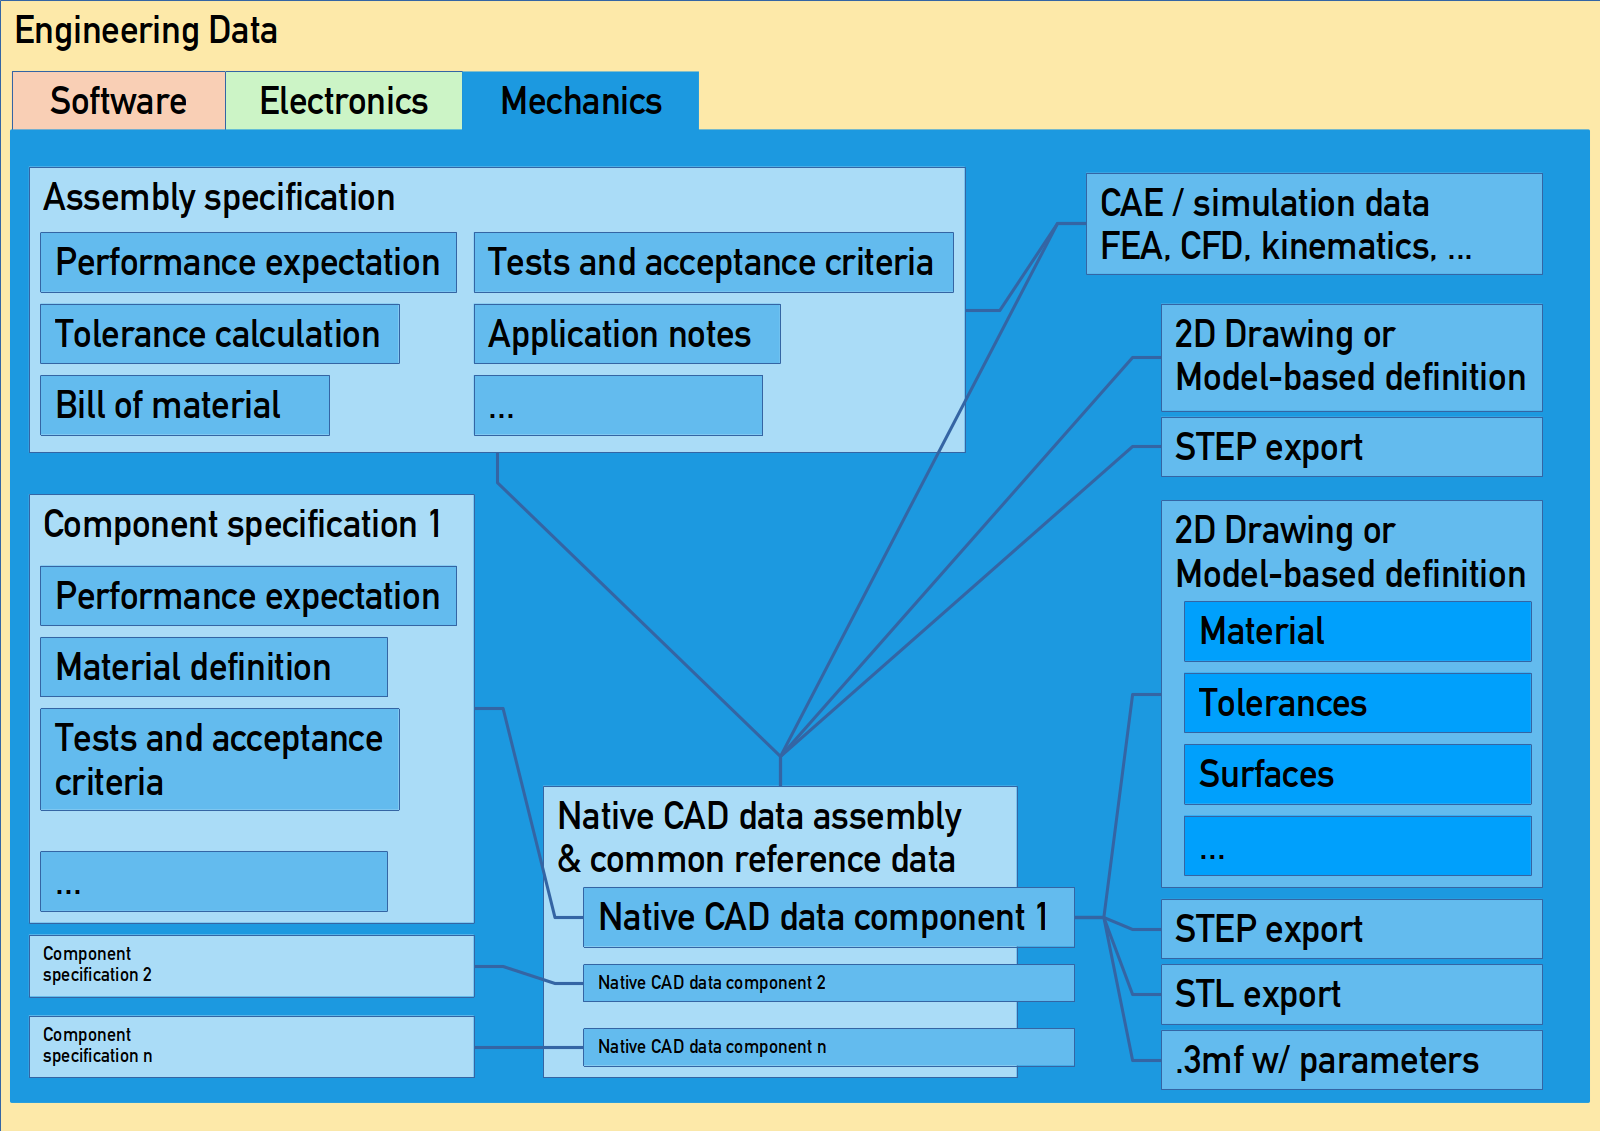 Engineering Data
Software
Electronics
Mechanics
Assembly specification
Performance expectation
Tests and acceptance criteria
Tolerance calculation
Application notes
Bill of material
...
Component specification 1
Performance expectation
Material definition
Tests and acceptance
criteria
...
Component
specification 2
Component
specification n
Native CAD data assembly
& common reference data
Native CAD data component 1
Native CAD data component 2
Native CAD data component n
CAE / simulation data
FEA, CFD, kinematics, ...
2D Drawing or
Model-based definition
STEP export
2D Drawing or
Model-based definition
Material
Tolerances
Surfaces
...
STEP export
STL export
.3mf w/ parameters